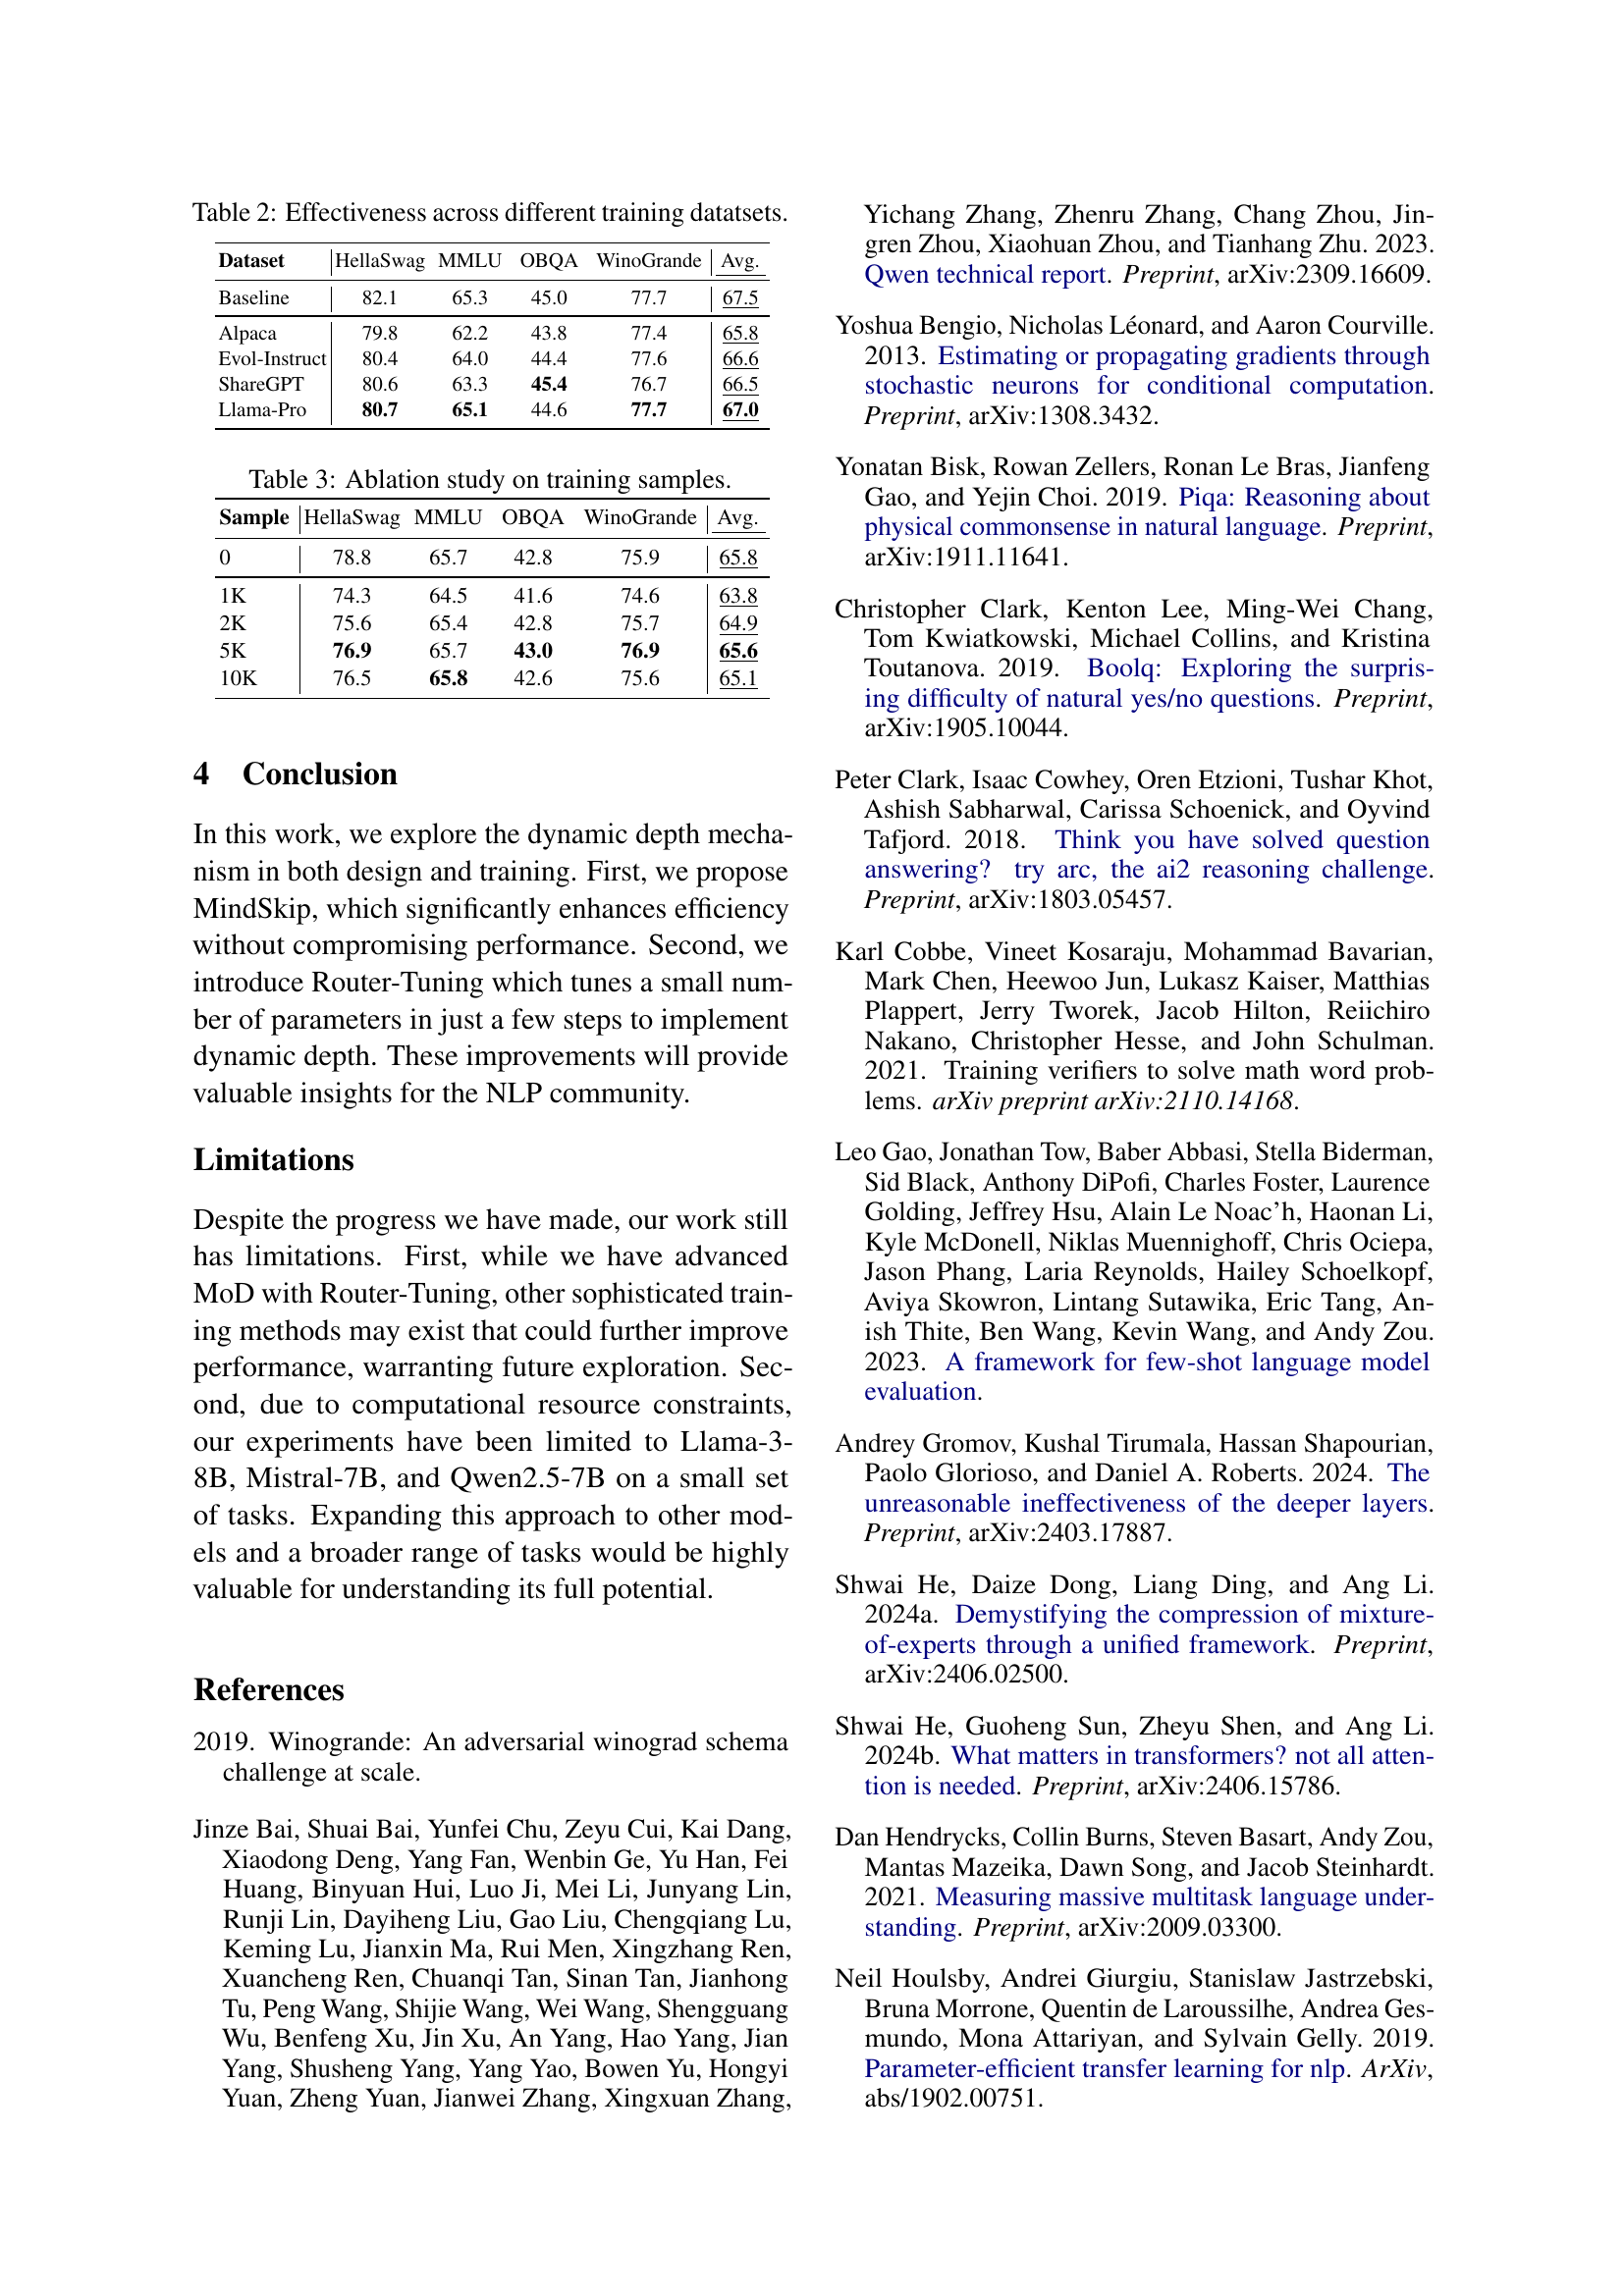 Table 2: Effectiveness across different training datatsets.
Dataset HellaSwag MMLU OBQA WinoGrande Avg.
Baseline 82.1 65.3 45.0 77.7 67.5
Alpaca 79.8 62.2 43.8 77.4 65.8
Evol-Instruct 80.4 64.0 44.4 77.6 66.6
ShareGPT 80.6 63.3 45.4 76.7 66.5
Llama-Pro 80.7 65.1 44.6 77.7 67.0
Table 3: Ablation study on training samples.
Sample HellaSwag MMLU OBQA WinoGrande Avg.
0 78.8 65.7 42.8 75.9 65.8
1K 74.3 64.5 41.6 74.6 63.8
2K 75.6 65.4 42.8 75.7 64.9
5K 76.9 65.7 43.0 76.9 65.6
10K 76.5 65.8 42.6 75.6 65.1
4 Conclusion
In this work, we explore the dynamic depth mecha-
nism in both design and training. First, we propose
MindSkip, which significantly enhances efficiency
without compromising performance. Second, we
introduce Router-Tuning which tunes a small num-
ber of parameters in just a few steps to implement
dynamic depth. These improvements will provide
valuable insights for the NLP community.
Limitations
Despite the progress we have made, our work still
has limitations. First, while we have advanced
MoD with Router-Tuning, other sophisticated train-
ing methods may exist that could further improve
performance, warranting future exploration. Sec-
ond, due to computational resource constraints,
our experiments have been limited to Llama-3-
8B, Mistral-7B, and Qwen2.5-7B on a small set
of tasks. Expanding this approach to other mod-
els and a broader range of tasks would be highly
valuable for understanding its full potential.
References
2019. Winogrande: An adversarial winograd schema
challenge at scale.
Jinze Bai, Shuai Bai, Yunfei Chu, Zeyu Cui, Kai Dang,
Xiaodong Deng, Yang Fan, Wenbin Ge, Yu Han, Fei
Huang, Binyuan Hui, Luo Ji, Mei Li, Junyang Lin,
Runji Lin, Dayiheng Liu, Gao Liu, Chengqiang Lu,
Keming Lu, Jianxin Ma, Rui Men, Xingzhang Ren,
Xuancheng Ren, Chuanqi Tan, Sinan Tan, Jianhong
Tu, Peng Wang, Shijie Wang, Wei Wang, Shengguang
Wu, Benfeng Xu, Jin Xu, An Yang, Hao Yang, Jian
Yang, Shusheng Yang, Yang Yao, Bowen Yu, Hongyi
Yuan, Zheng Yuan, Jianwei Zhang, Xingxuan Zhang,
Yichang Zhang, Zhenru Zhang, Chang Zhou, Jin-
gren Zhou, Xiaohuan Zhou, and Tianhang Zhu. 2023.
Qwen technical report. Preprint, arXiv:2309.16609.
Yoshua Bengio, Nicholas Léonard, and Aaron Courville.
2013. Estimating or propagating gradients through
stochastic neurons for conditional computation.
Preprint, arXiv:1308.3432.
Yonatan Bisk, Rowan Zellers, Ronan Le Bras, Jianfeng
Gao, and Yejin Choi. 2019. Piqa: Reasoning about
physical commonsense in natural language. Preprint,
arXiv:1911.11641.
Christopher Clark, Kenton Lee, Ming-Wei Chang,
Tom Kwiatkowski, Michael Collins, and Kristina
Toutanova. 2019. Boolq: Exploring the surpris-
ing difficulty of natural yes/no questions. Preprint,
arXiv:1905.10044.
Peter Clark, Isaac Cowhey, Oren Etzioni, Tushar Khot,
Ashish Sabharwal, Carissa Schoenick, and Oyvind
Tafjord. 2018. Think you have solved question
answering? try arc, the ai2 reasoning challenge.
Preprint, arXiv:1803.05457.
Karl Cobbe, Vineet Kosaraju, Mohammad Bavarian,
Mark Chen, Heewoo Jun, Lukasz Kaiser, Matthias
Plappert, Jerry Tworek, Jacob Hilton, Reiichiro
Nakano, Christopher Hesse, and John Schulman.
2021. Training verifiers to solve math word prob-
lems. arXiv preprint arXiv:2110.14168.
Leo Gao, Jonathan Tow, Baber Abbasi, Stella Biderman,
Sid Black, Anthony DiPofi, Charles Foster, Laurence
Golding, Jeffrey Hsu, Alain Le Noac'h, Haonan Li,
Kyle McDonell, Niklas Muennighoff, Chris Ociepa,
Jason Phang, Laria Reynolds, Hailey Schoelkopf,
Aviya Skowron, Lintang Sutawika, Eric Tang, An-
ish Thite, Ben Wang, Kevin Wang, and Andy Zou.
2023. A framework for few-shot language model
evaluation.
Andrey Gromov, Kushal Tirumala, Hassan Shapourian,
Paolo Glorioso, and Daniel A. Roberts. 2024. The
unreasonable ineffectiveness of the deeper layers.
Preprint, arXiv:2403.17887.
Shwai He, Daize Dong, Liang Ding, and Ang Li.
2024a. Demystifying the compression of mixture-
of-experts through a unified framework. Preprint,
arXiv:2406.02500.
Shwai He, Guoheng Sun, Zheyu Shen, and Ang Li.
2024b. What matters in transformers? not all atten-
tion is needed. Preprint, arXiv:2406.15786.
Dan Hendrycks, Collin Burns, Steven Basart, Andy Zou,
Mantas Mazeika, Dawn Song, and Jacob Steinhardt.
2021. Measuring massive multitask language under-
standing. Preprint, arXiv:2009.03300.
Neil Houlsby, Andrei Giurgiu, Stanislaw Jastrzebski,
Bruna Morrone, Quentin de Laroussilhe, Andrea Ges-
mundo, Mona Attariyan, and Sylvain Gelly. 2019.
Parameter-efficient transfer learning for nlp. ArXiv,
abs/1902.00751.